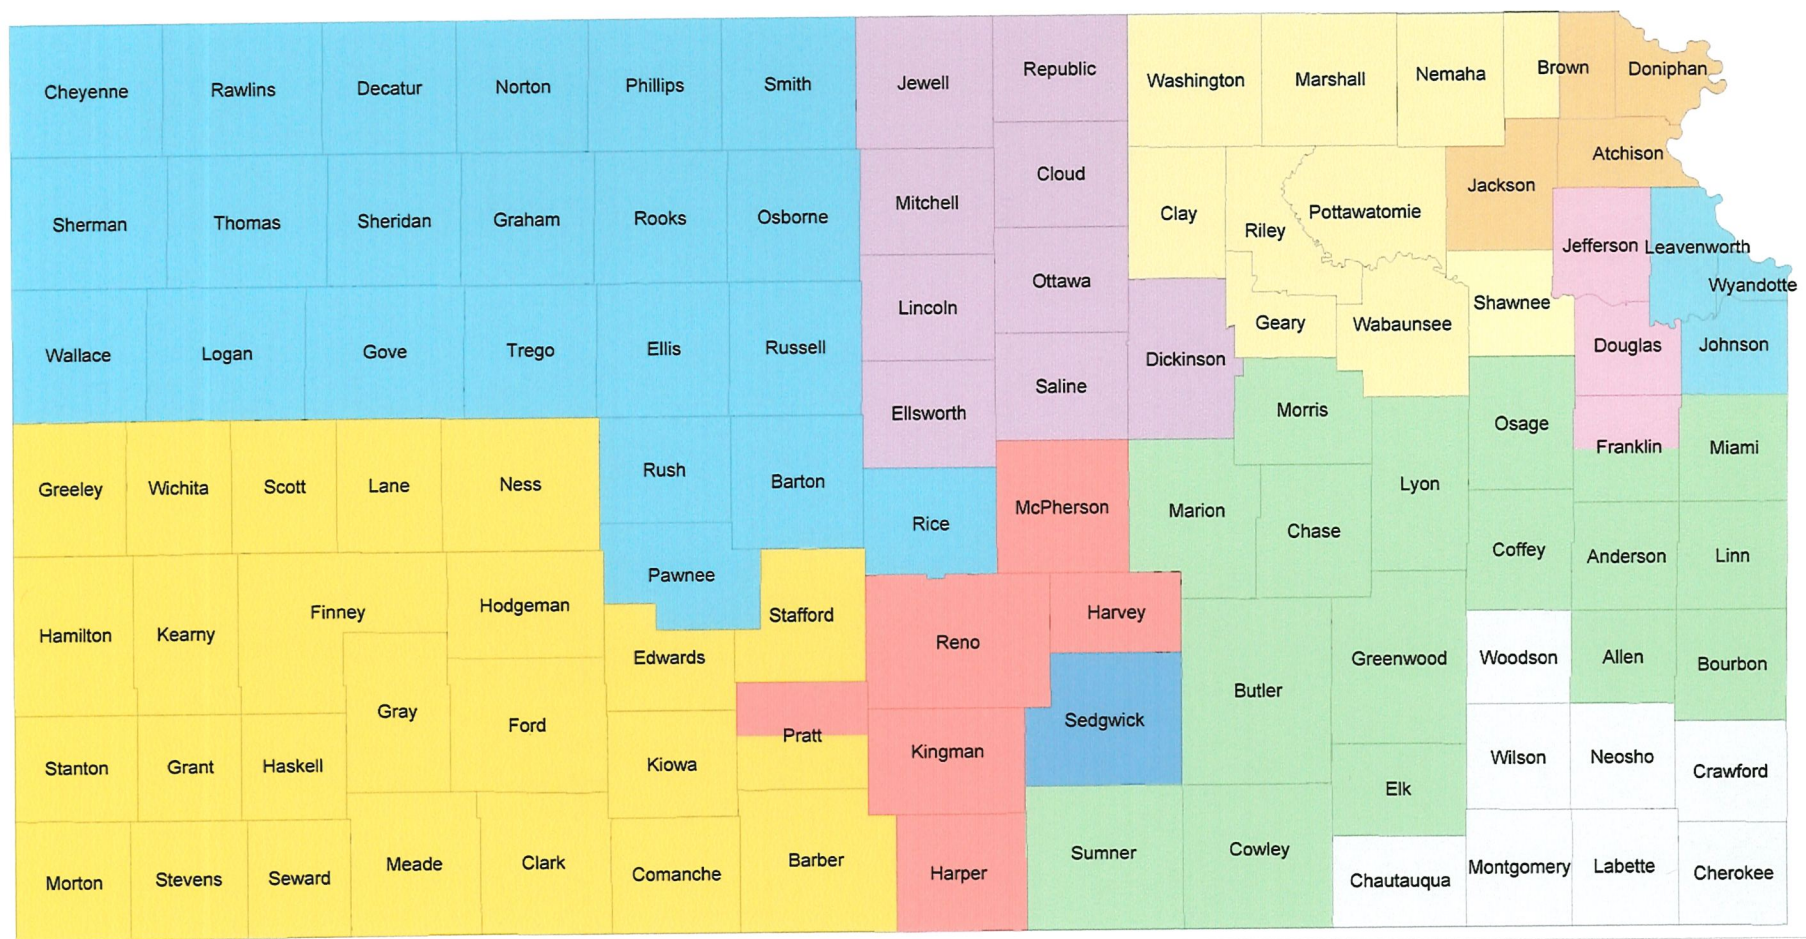 Cheyenne
Rawlins
Decatur
Norton
Phillips
Smith
Jewell
Republic
Washington
Marshall
Nemaha
Brown
Doniphan
Sherman
Thomas
Sheridan
Graham
Rooks
Osborne
Mitchell
Cloud
Clay
Riley
Pottawatomie
Jackson
Atchison
Jefferson
Leavenworth
Wyandotte
Wallace
Logan
Gove
Trego
Ellis
Russell
Lincoln
Ottawa
Dickinson
Geary
Wabaunsee
Shawnee
Douglas
Johnson
Ellsworth
Saline
Morris
Osage
Franklin
Miami
Greeley
Wichita
Scott
Lane
Ness
Rush
Barton
Rice
McPherson
Marion
Chase
Lyon
Coffey
Anderson
Linn
Hamilton
Kearny
Finney
Hodgeman
Pawnee
Stafford
Edwards
Reno
Harvey
Butler
Greenwood
Woodson
Allen
Bourbon
Gray
Ford
Kiowa
Pratt
Kingman
Sedgwick
Stanton
Grant
Haskell
Elk
Wilson
Neosho
Crawford
Morton
Stevens
Seward
Meade
Clark
Comanche
Barber
Harper
Sumner
Cowley
Chautauqua
Montgomery
Labette
Cherokee